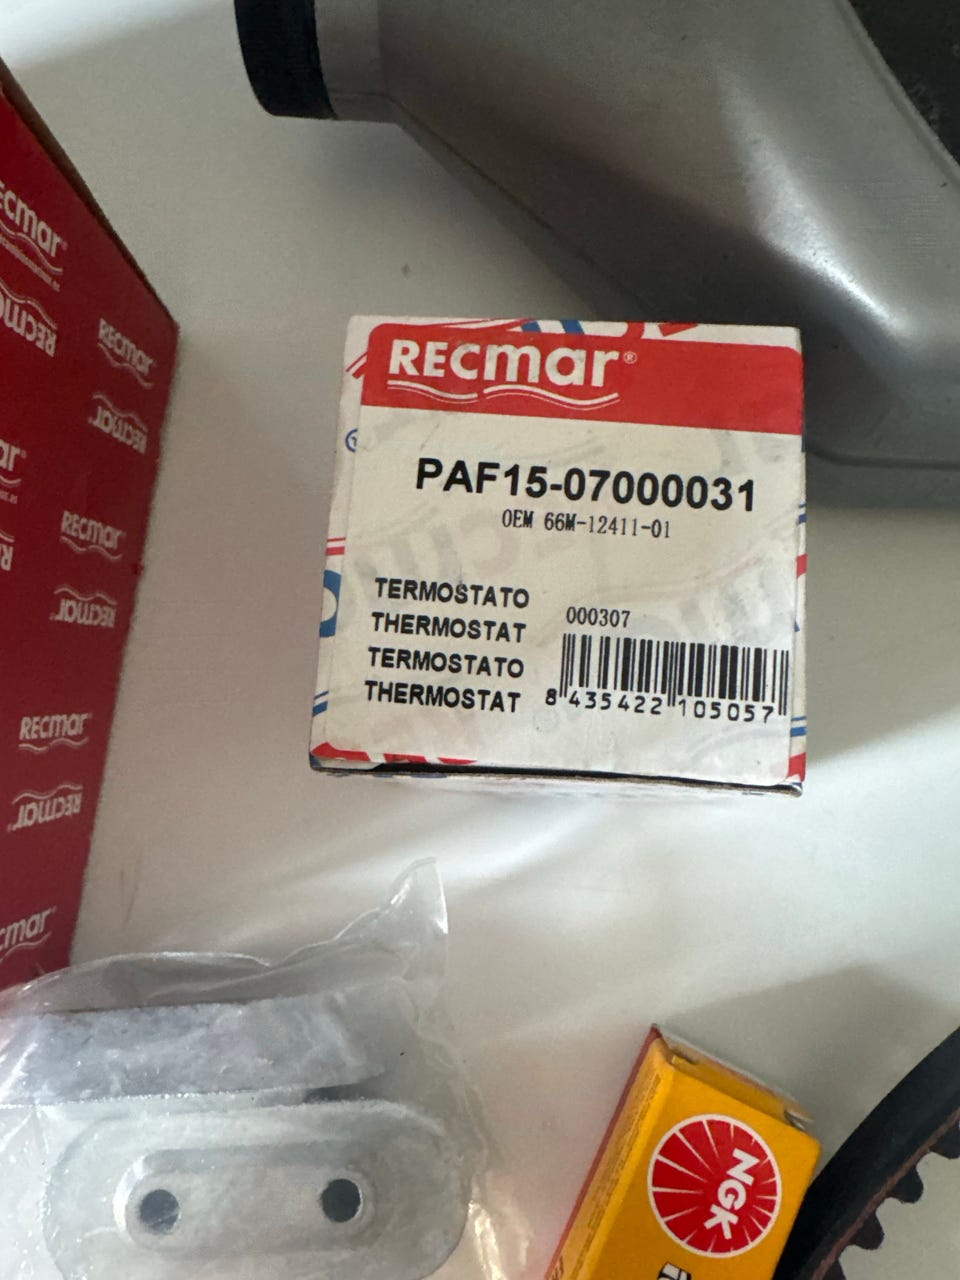 RECmar®
PAF15-07000031
OEM 66M-12411-01
TERMOSTATO
THERMOSTAT
TERMOSTATO
THERMOSTAT
000307
8 435422 105057
RECmar
RECmar
RECmar
RECmar
RECmar
RECmar
RECmar
RECmar
NGK